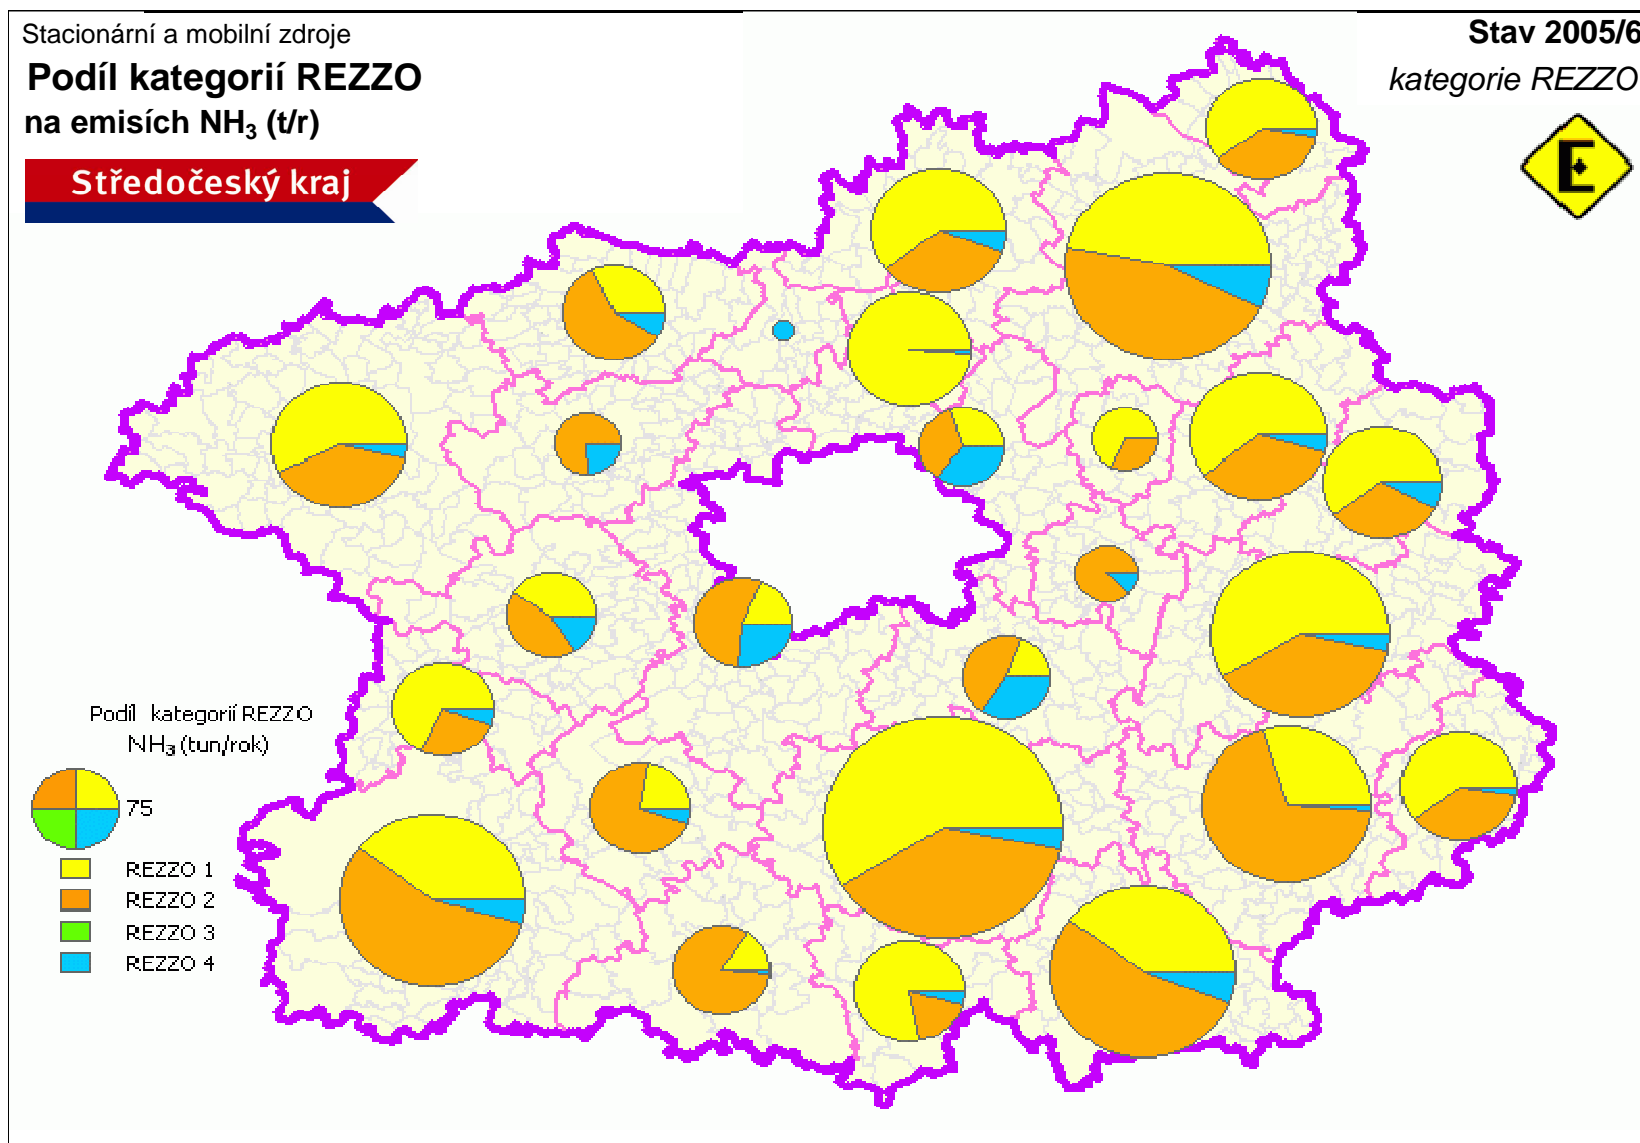 Stacionární a mobilní zdroje
Podíl kategorií REZZO
na emisích NH₃ (t/r)
Středočeský kraj
Stav 2005/6
kategorie REZZO
E
Podíl kategorií REZZO
NH₃ (tun/rok)
75
REZZO 1
REZZO 2
REZZO 3
REZZO 4